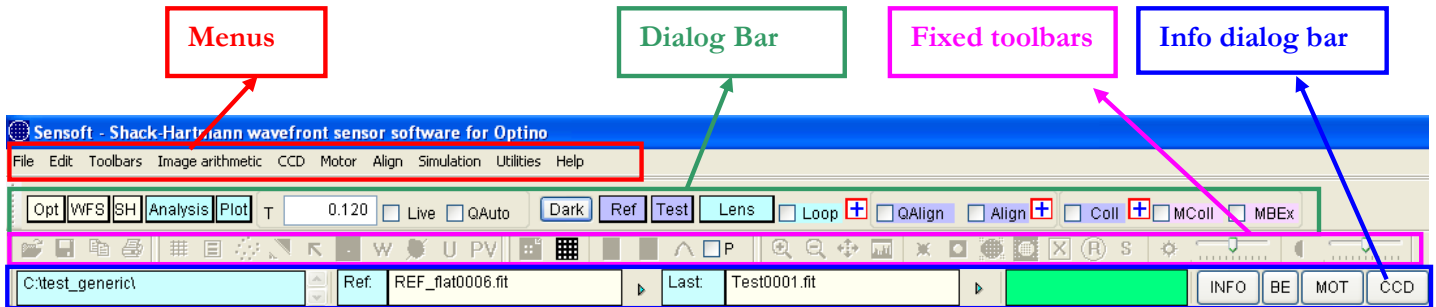 Menus
Dialog Bar
Fixed toolbars
Info dialog bar
Sensoft - Shack-Hartmann wavefront sensor software for Optino
File Edit Toolbars Image arithmetic CCD Motor Align Simulation Utilities Help
Opt WFS SH Analysis Plot T 0.120 Live QAuto Dark Ref Test Lens Loop + QAlign Align + Coll + MColl MBEx
W U PV P X R S
C:\test_generic\ Ref: REF_flat0006.fit Last: Test0001.fit INFO BE MOT CCD